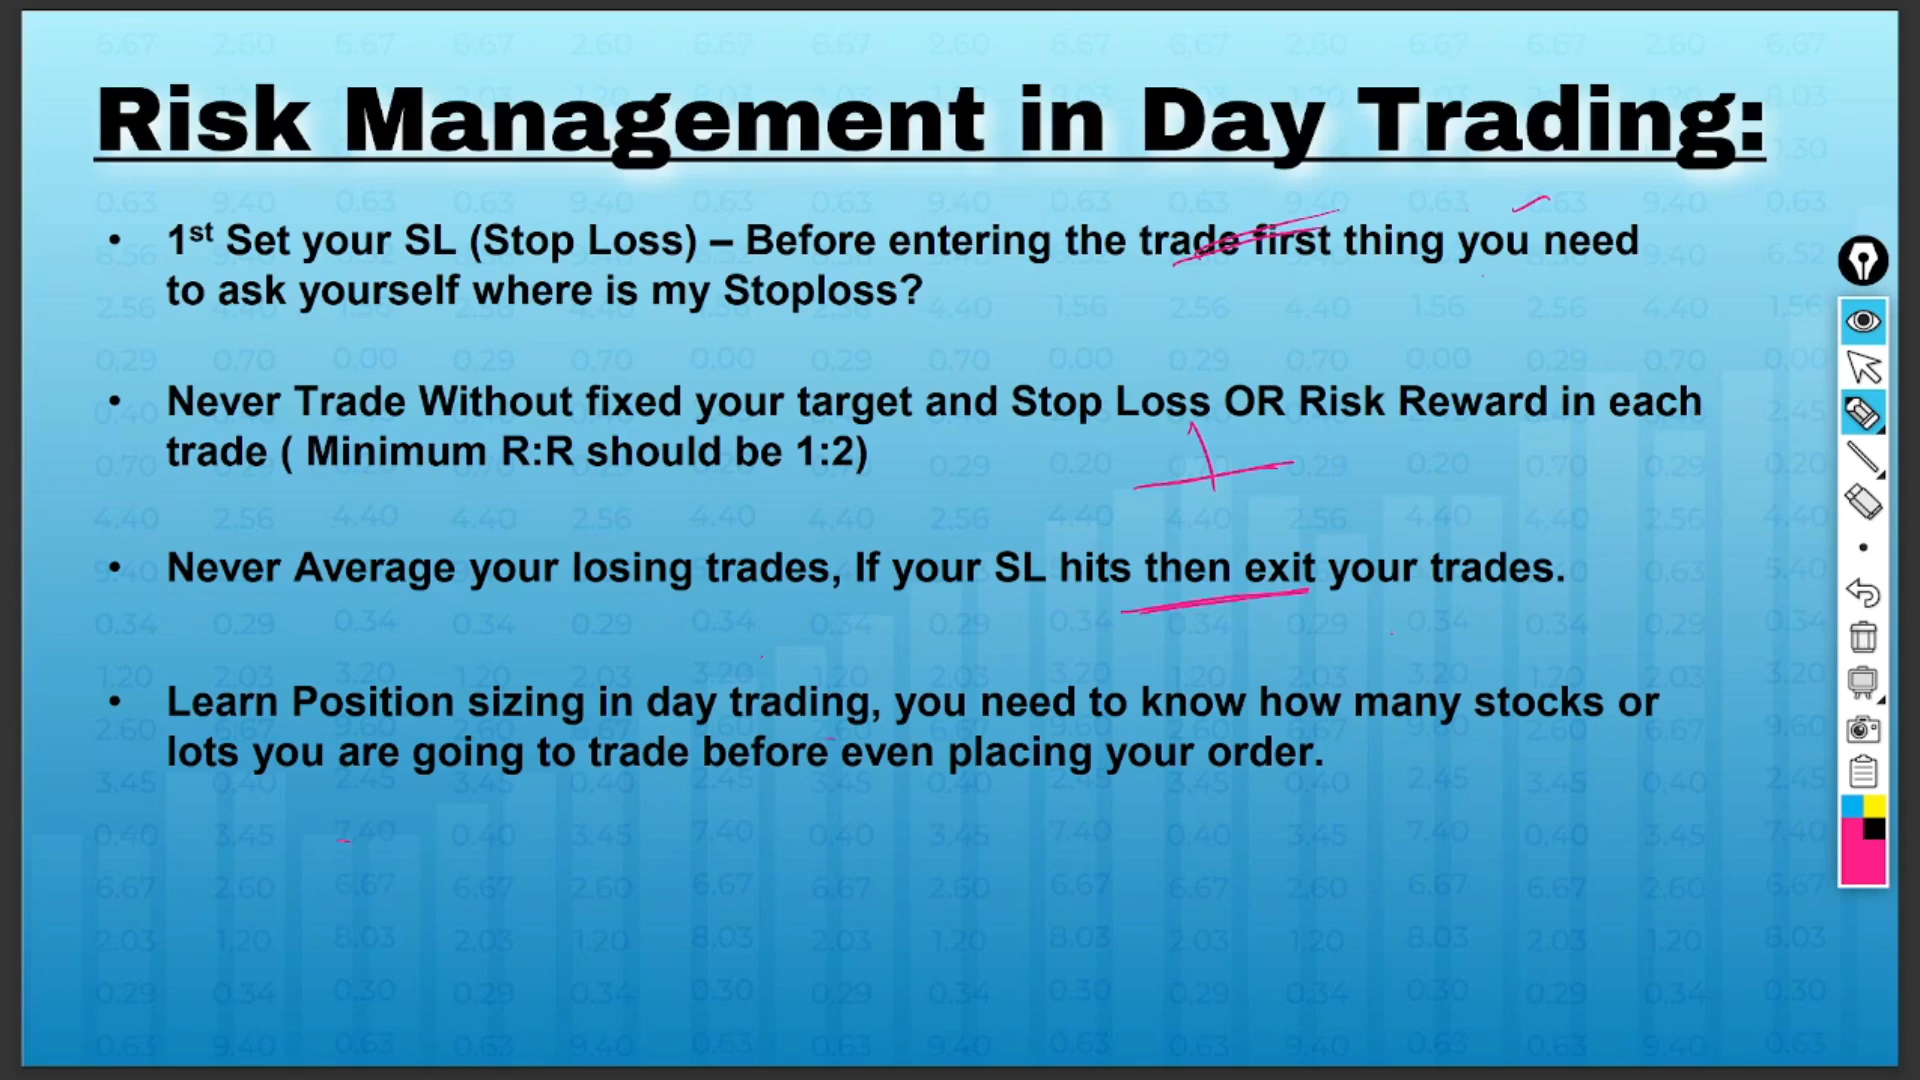 Risk Management in Day Trading:
• 1st Set your SL (Stop Loss) – Before entering the trade first thing you need
to ask yourself where is my Stoploss?
• Never Trade Without fixed your target and Stop Loss OR Risk Reward in each
trade ( Minimum R:R should be 1:2)
• Never Average your losing trades, If your SL hits then exit your trades.
• Learn Position sizing in day trading, you need to know how many stocks or
lots you are going to trade before even placing your order.